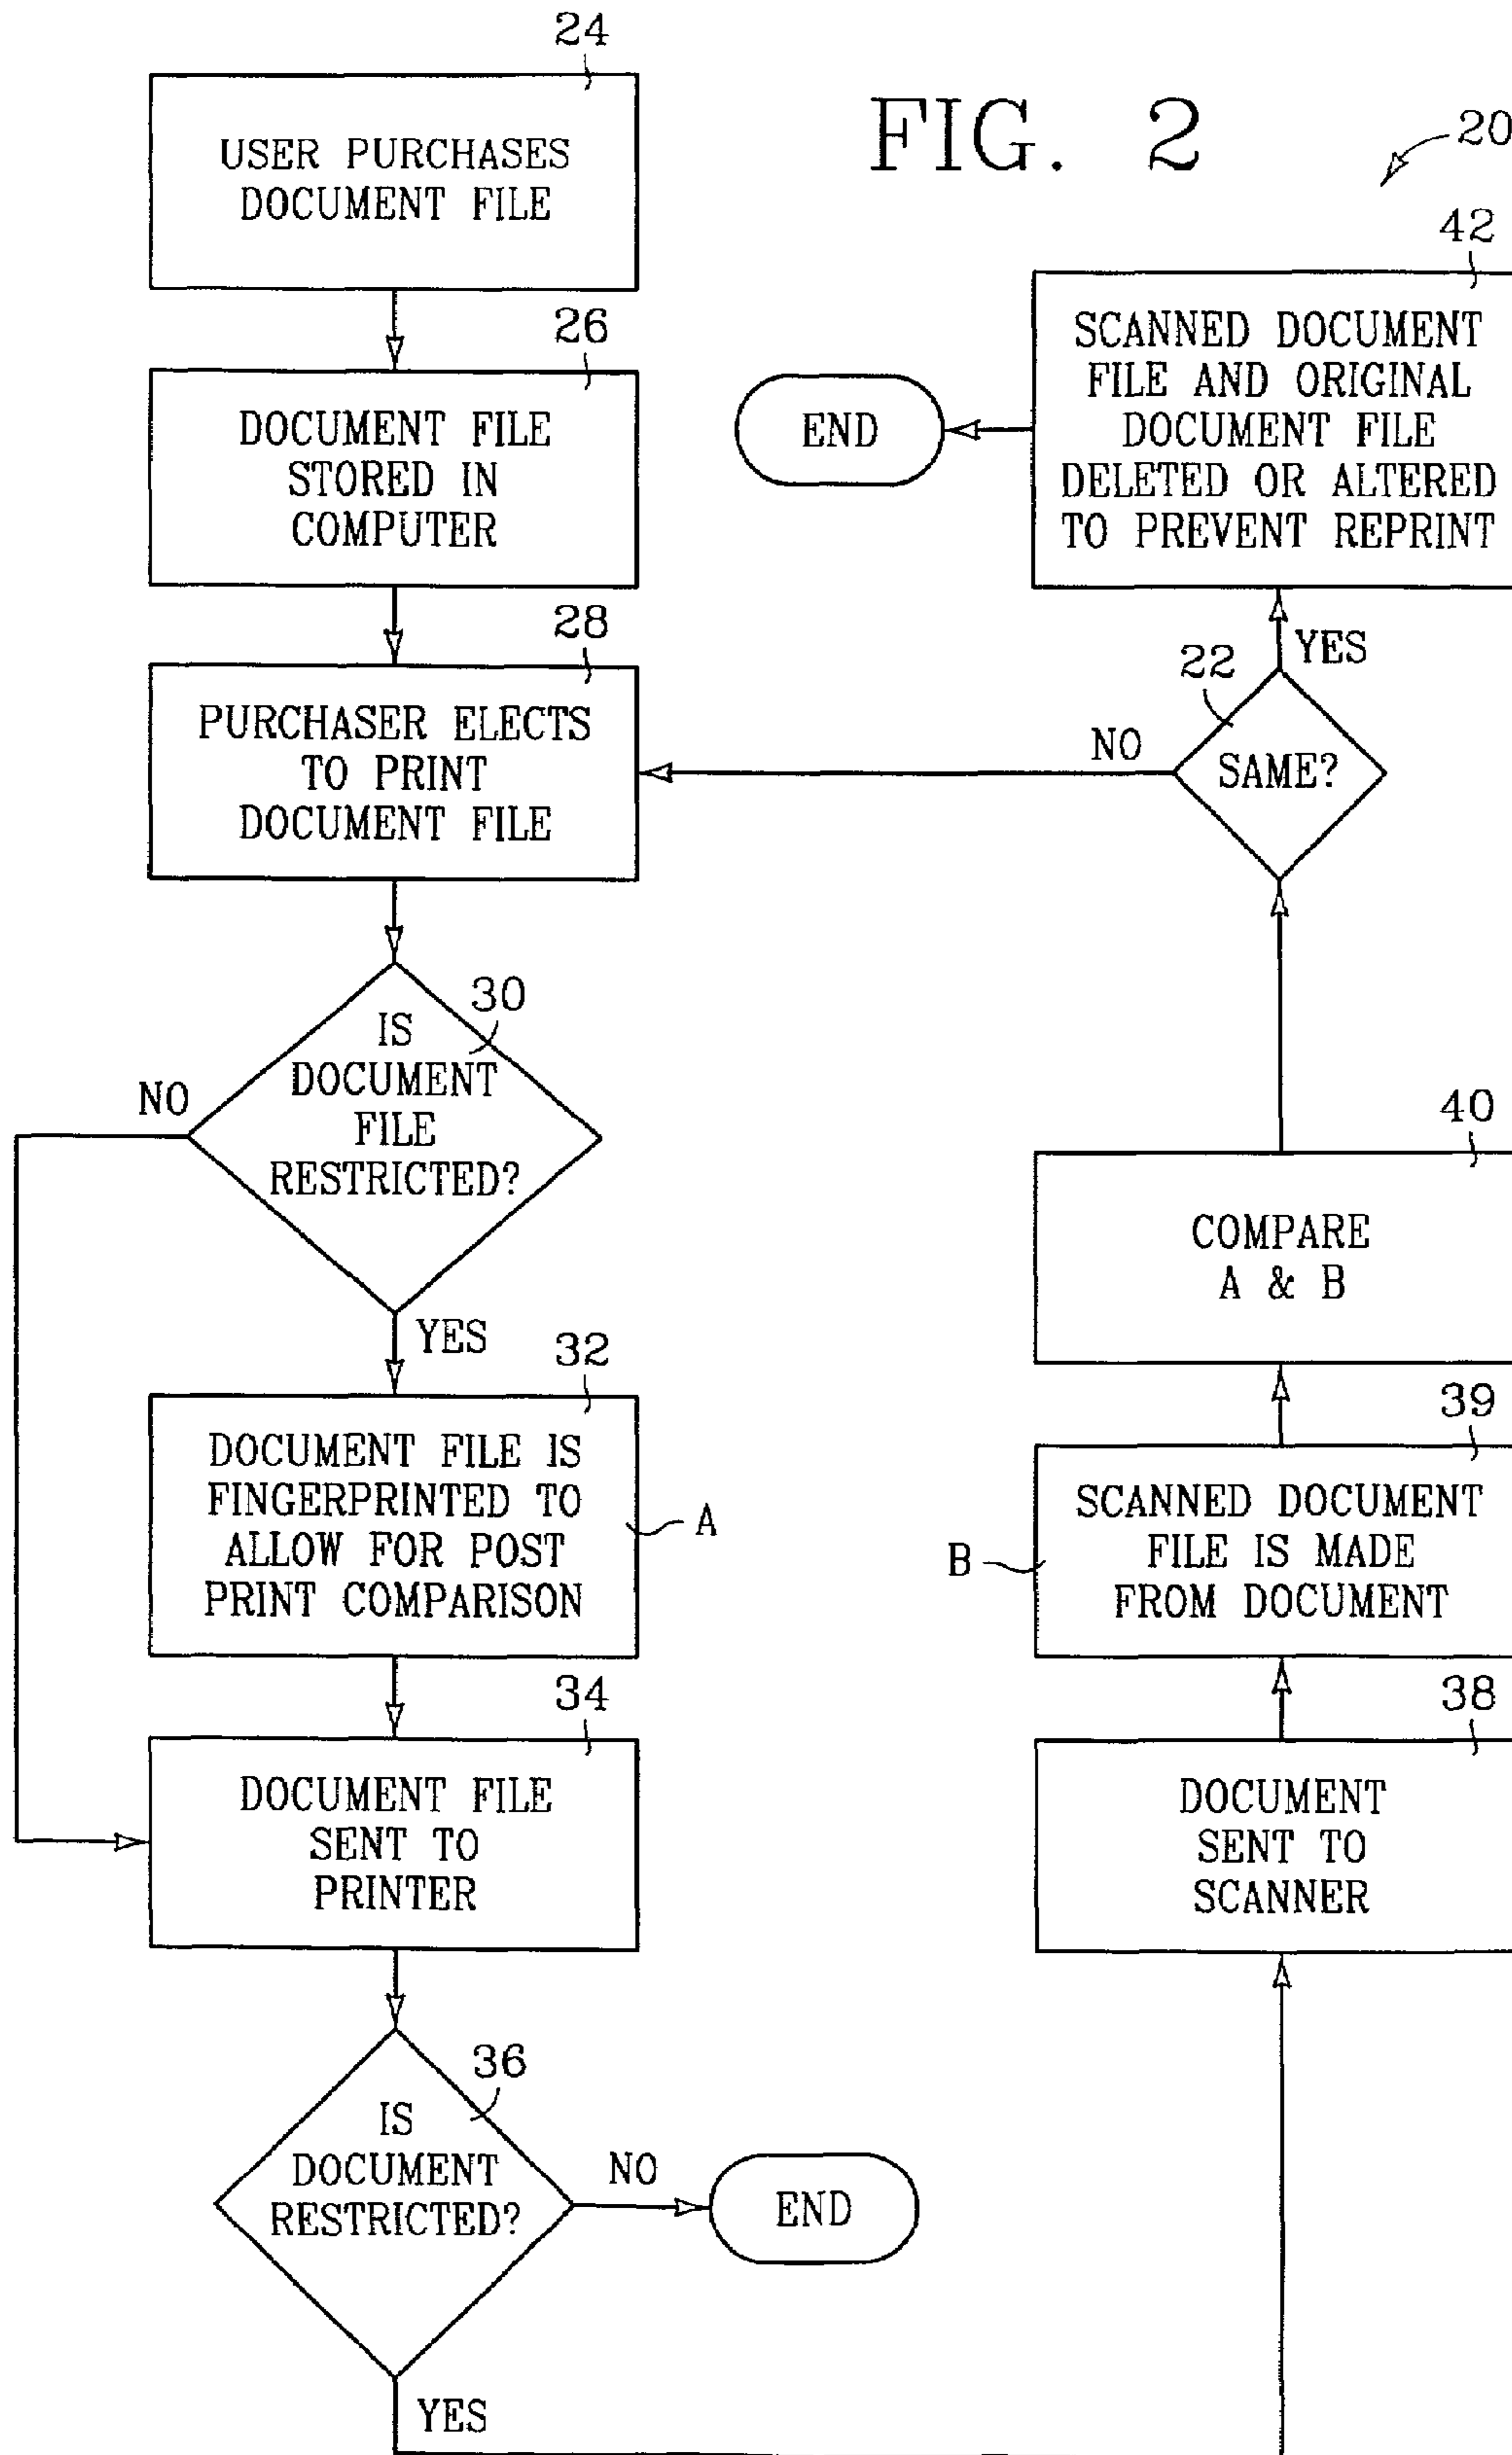 FIG. 2
20
24
USER PURCHASES
DOCUMENT FILE
26
DOCUMENT FILE
STORED IN
COMPUTER
28
PURCHASER ELECTS
TO PRINT
DOCUMENT FILE
30
IS
DOCUMENT
FILE
RESTRICTED?
NO
YES
32
DOCUMENT FILE IS
FINGERPRINTED TO
ALLOW FOR POST
PRINT COMPARISON
A
34
DOCUMENT FILE
SENT TO
PRINTER
36
IS
DOCUMENT
RESTRICTED?
NO
END
YES
38
DOCUMENT
SENT TO
SCANNER
39
SCANNED DOCUMENT
FILE IS MADE
FROM DOCUMENT
B
40
COMPARE
A & B
22
SAME?
NO
YES
42
SCANNED DOCUMENT
FILE AND ORIGINAL
DOCUMENT FILE
DELETED OR ALTERED
TO PREVENT REPRINT
END